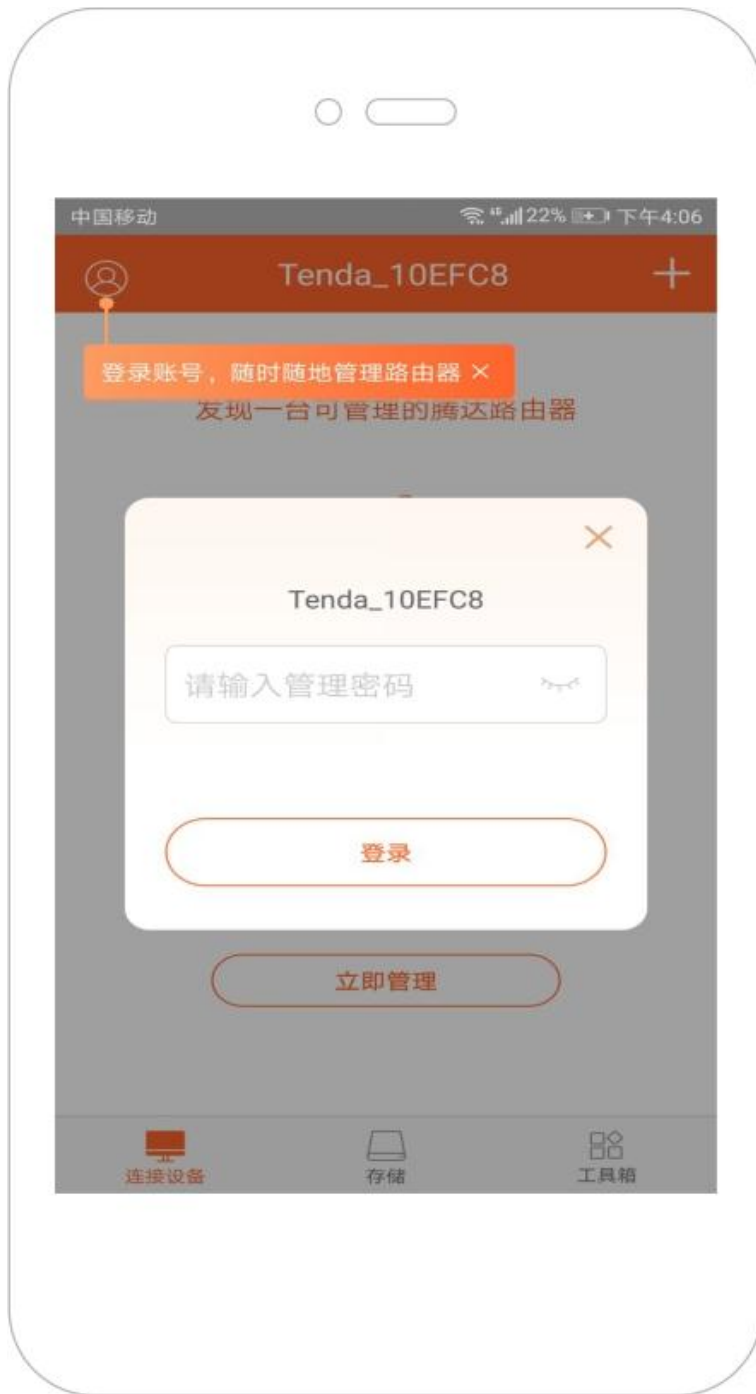 中国移动 22% 下午4:06
Tenda_10EFC8
登录账号，随时随地管理路由器 ×
发现一台可管理的腾达路由器
Tenda_10EFC8
请输入管理密码
登录
立即管理
连接设备 存储 工具箱